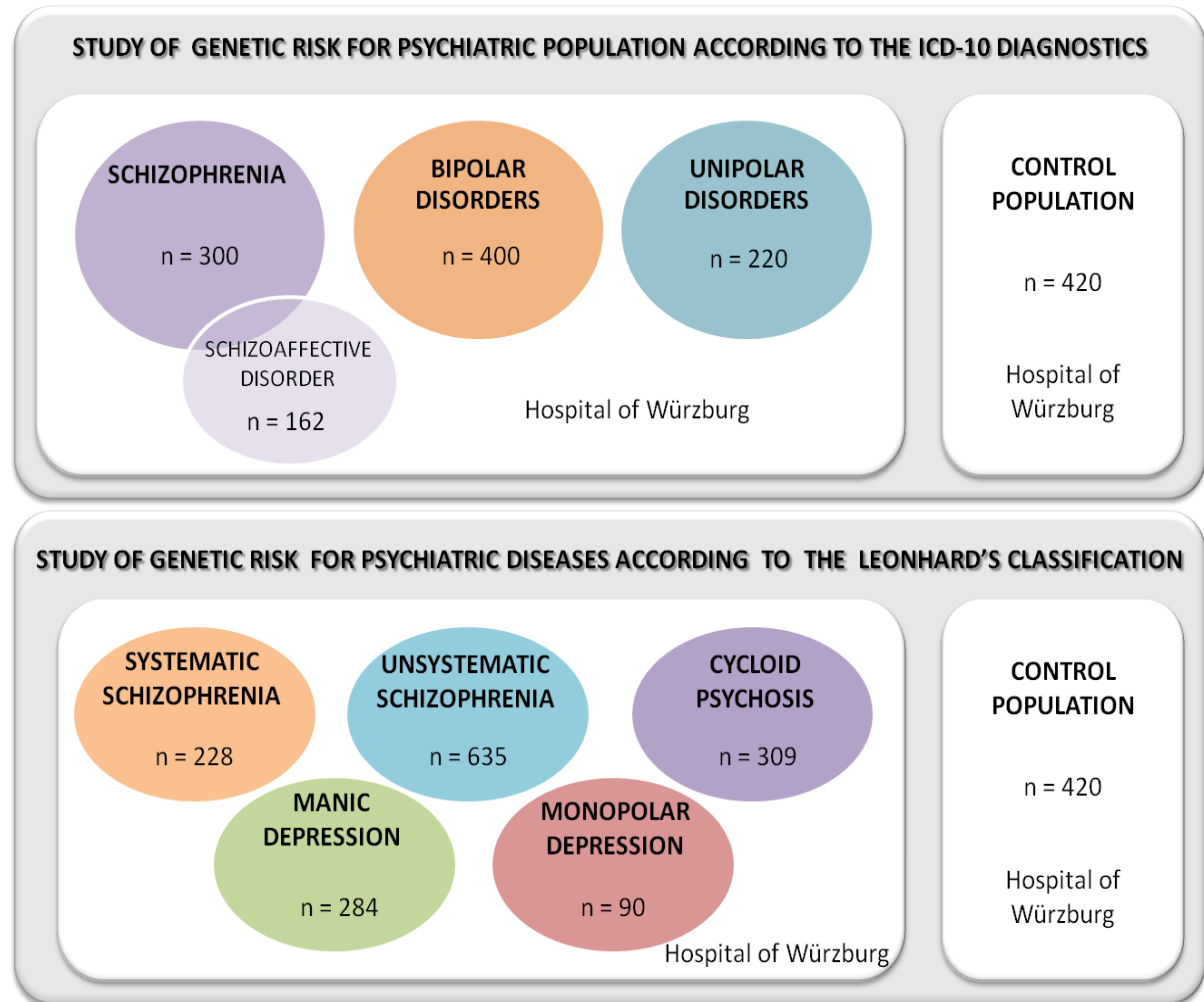 STUDY OF GENETIC RISK FOR PSYCHIATRIC POPULATION ACCORDING TO THE ICD-10 DIAGNOSTICS
SCHIZOPHRENIA
n = 300
SCHIZOAFFECTIVE
DISORDER
n = 162
BIPOLAR
DISORDERS
n = 400
UNIPOLAR
DISORDERS
n = 220
Hospital of Würzburg
CONTROL
POPULATION
n = 420
Hospital of
Würzburg
STUDY OF GENETIC RISK FOR PSYCHIATRIC DISEASES ACCORDING TO THE LEONHARD'S CLASSIFICATION
SYSTEMATIC
SCHIZOPHRENIA
n = 228
UNSYSTEMATIC
SCHIZOPHRENIA
n = 635
CYCLOID
PSYCHOSIS
n = 309
MANIC
DEPRESSION
n = 284
MONOPOLAR
DEPRESSION
n = 90
Hospital of Würzburg
CONTROL
POPULATION
n = 420
Hospital of
Würzburg